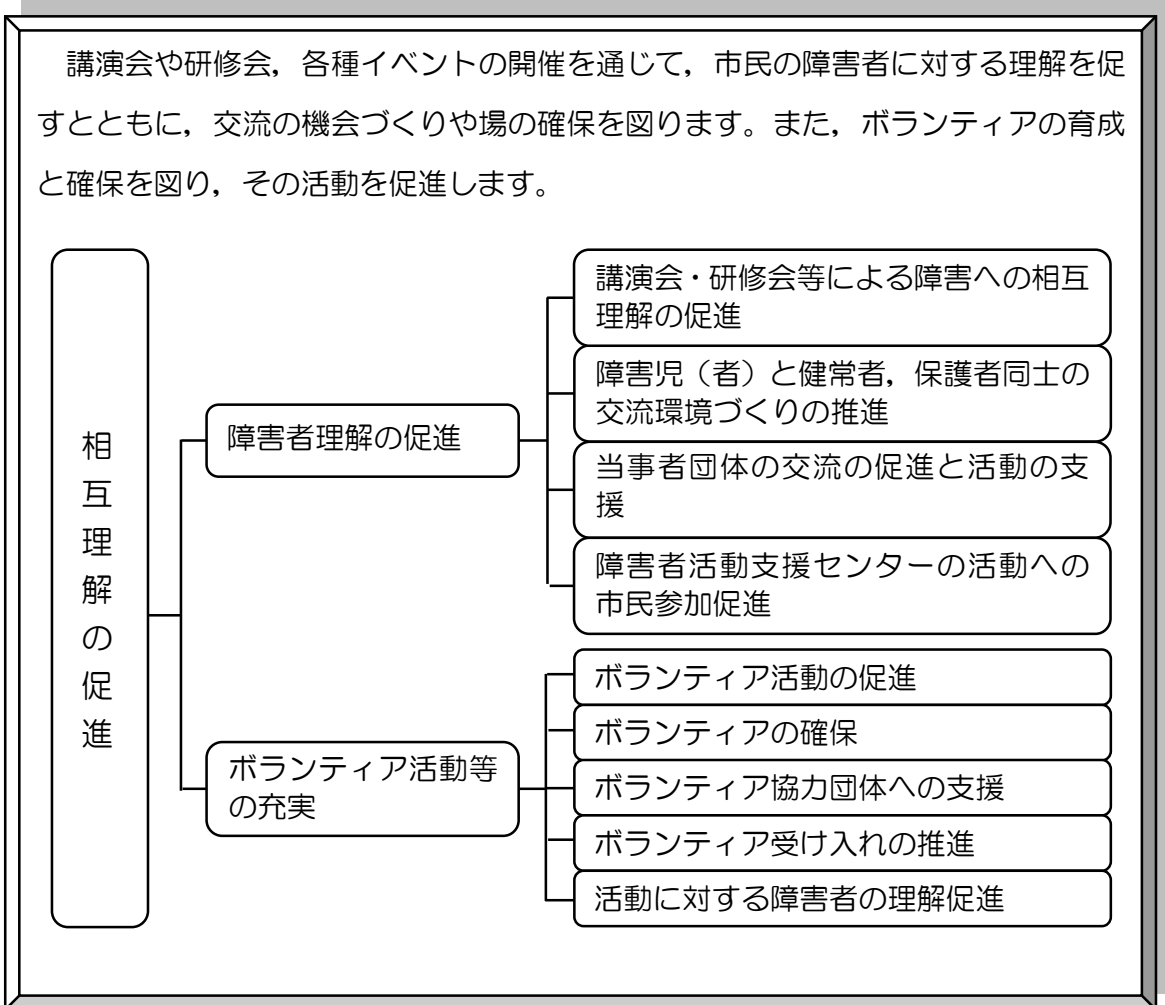 講演会や研修会，各種イベントの開催を通じて，市民の障害者に対する理解を促
すとともに，交流の機会づくりや場の確保を図ります。また，ボランティアの育成
と確保を図り，その活動を促進します。
相互理解の促進
障害者理解の促進
講演会・研修会等による障害への相互
理解の促進
障害児（者）と健常者，保護者同士の
交流環境づくりの推進
当事者団体の交流の促進と活動の支
援
障害者活動支援センターの活動への
市民参加促進
ボランティア活動等
の充実
ボランティア活動の促進
ボランティアの確保
ボランティア協力団体への支援
ボランティア受け入れの推進
活動に対する障害者の理解促進